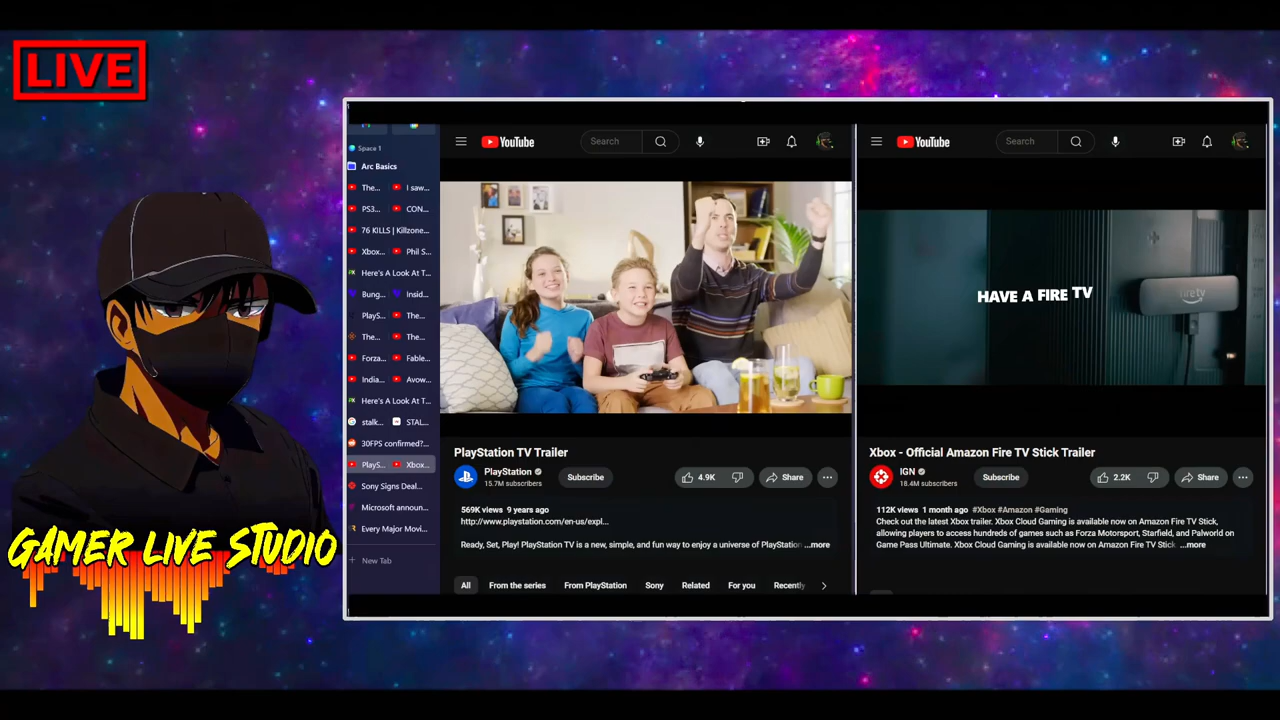 LIVE
Space 1
Arc Basics
The...
I saw...
PS3...
CON...
76 KILLS | Killzone...
Xbox...
Phil S...
Here's A Look At T...
Bung...
Insid...
PlayS...
The...
The...
The...
Forza...
Fable...
India...
Avow...
Here's A Look At T...
stalk...
STAL...
30FPS confirmed?...
PlayS...
Xbox...
Sony Signs Deal...
Microsoft announ...
Every Major Movi...
New Tab
YouTube
Search
PlayStation TV Trailer
PlayStation
15.7M subscribers
Subscribe
4.9K
Share
569K views 9 years ago
http://www.playstation.com/en-us/expl...
Ready, Set, Play! PlayStation TV is a new, simple, and fun way to enjoy a universe of PlayStation ...more
All
From the series
From PlayStation
Sony
Related
For you
Recently
YouTube
Search
HAVE A FIRE TV
fire tv
Xbox - Official Amazon Fire TV Stick Trailer
IGN
18.4M subscribers
Subscribe
2.2K
Share
112K views 1 month ago #Xbox #Amazon #Gaming
Check out the latest Xbox trailer. Xbox Cloud Gaming is available now on Amazon Fire TV Stick,
allowing players to access hundreds of games such as Forza Motorsport, Starfield, and Palworld on
Game Pass Ultimate. Xbox Cloud Gaming is available now on Amazon Fire TV Stick ...more
GAMER LIVE STUDIO